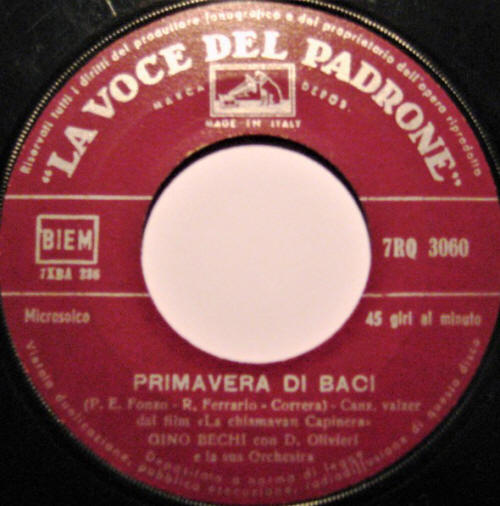 Riservati tutti i diritti del produttore fonografico e del proprietario dell'opera riprodotta
"LA VOCE DEL PADRONE"
MARCA DEPOS.
MADE IN ITALY
BIEM
7XBA 286
7RQ 3060
Microsolco
45 giri al minuto
PRIMAVERA DI BACI
(P. E. Fonzo - R. Ferrario - Correra) - Canz. valzer
dal film «La chiamavan Capinera»
GINO BECHI con D. Olivieri
e la sua Orchestra
Depositato a norma di legge
Vietata duplicazione, pubblica esecuzione, radiodiffusione di questo disco